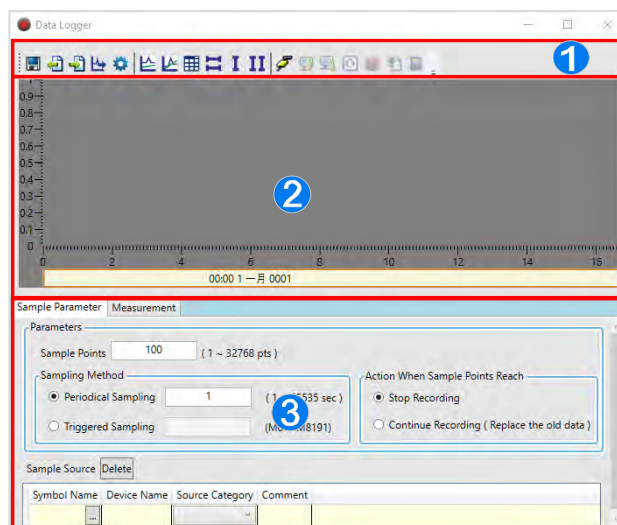 Data Logger
1
0.9
0.8
0.7
0.6
0.5
0.4
0.3
0.2
0.1
0
0 2 4 6 8 10 12 14 16
2
00:00 1 一月 0001
Sample Parameter Measurement
Parameters
Sample Points 100 ( 1 ~ 32768 pts )
Sampling Method Action When Sample Points Reach
Periodical Sampling 1 ( 1 5535 sec ) Stop Recording
3
Triggered Sampling M8191) Continue Recording ( Replace the old data )
Sample Source Delete
Symbol Name Device Name Source Category Comment
...